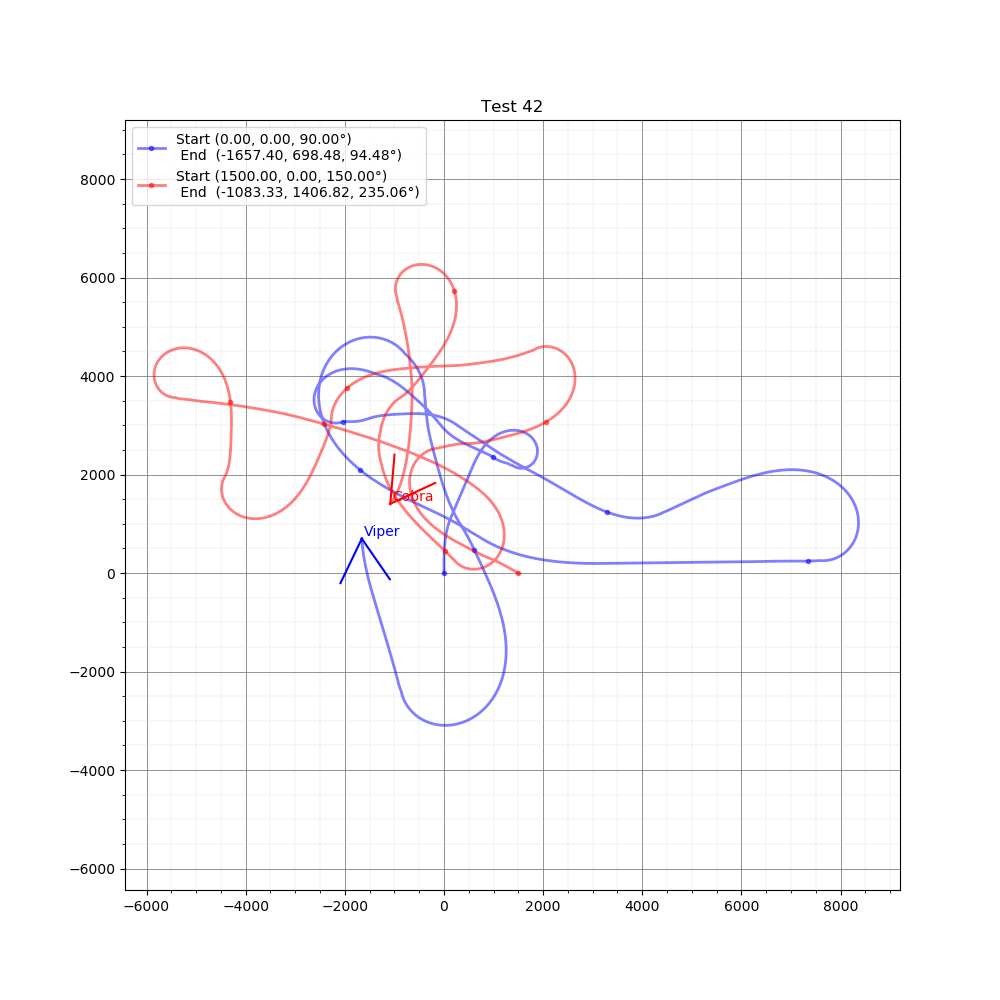 Test 42
Start (0.00, 0.00, 90.00°)
End (-1657.40, 698.48, 94.48°)
Start (1500.00, 0.00, 150.00°)
End (-1083.33, 1406.82, 235.06°)
8000
6000
4000
2000
0
−2000
−4000
−6000
Cobra
Viper
−6000 −4000 −2000 0 2000 4000 6000 8000